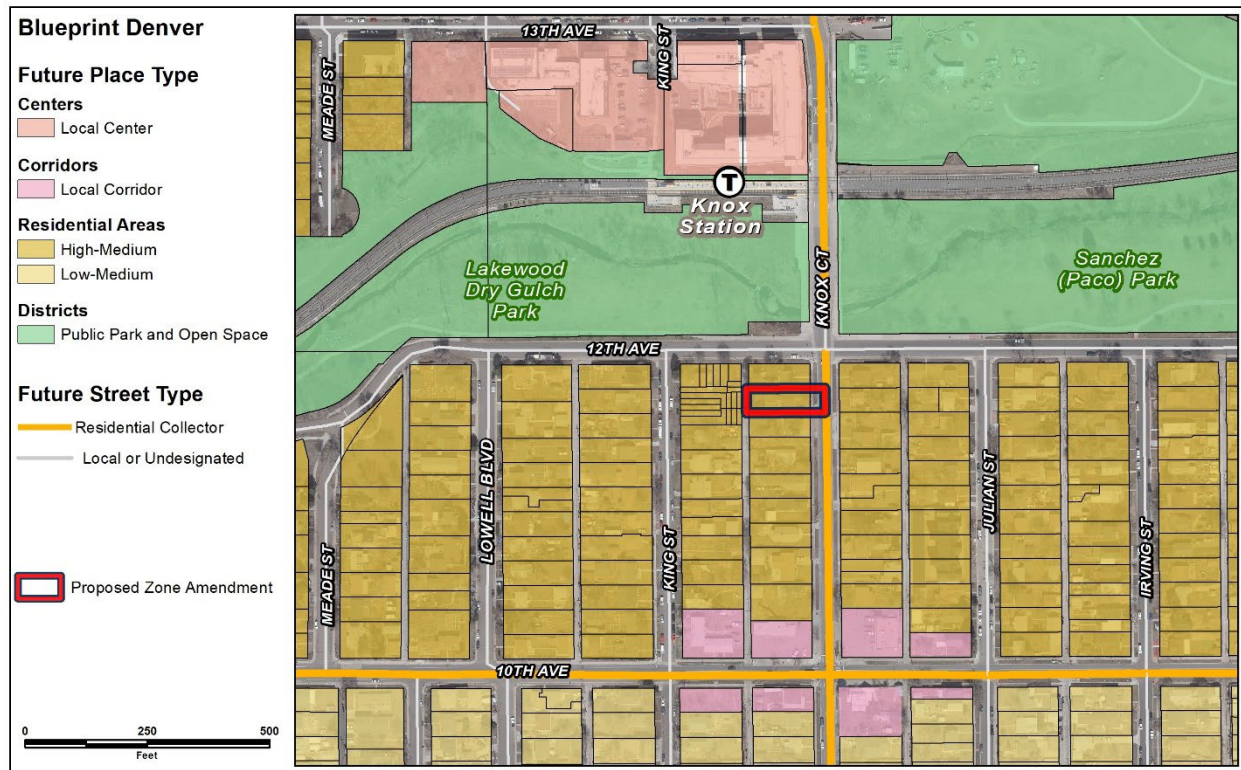 Blueprint Denver
Future Place Type
Centers
Local Center
Corridors
Local Corridor
Residential Areas
High-Medium
Low-Medium
Districts
Public Park and Open Space
Future Street Type
Residential Collector
Local or Undesignated
Proposed Zone Amendment
0 250 500
Feet
13TH AVE
KING ST
MEADE ST
T
Knox
Station
KNOX CT
Lakewood
Dry Gulch
Park
Sanchez
(Paco) Park
12TH AVE
LOWELL BLVD
JULIAN ST
KING ST
IRVING ST
MEADE ST
10TH AVE